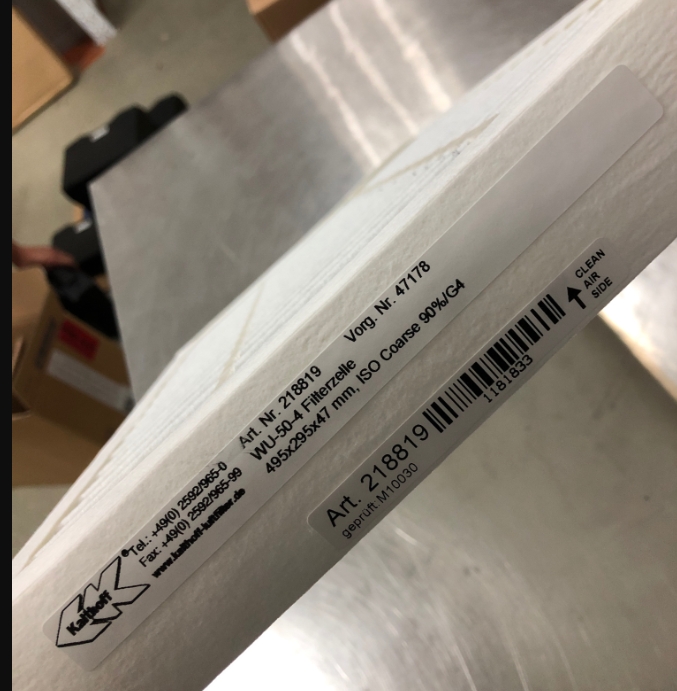 Kalthoff
®
Tel.: +49(0) 2592/965-0
Fax: +49(0) 2592/965-99
www.kalthoff-luftfilter.de
Art. Nr. 218819 Vorg. Nr. 47178
WU-50-4 Filterzelle
495x295x47 mm, ISO Coarse 90%/G4
Art. 218819
geprüft M10030
1181833
CLEAN
AIR
SIDE